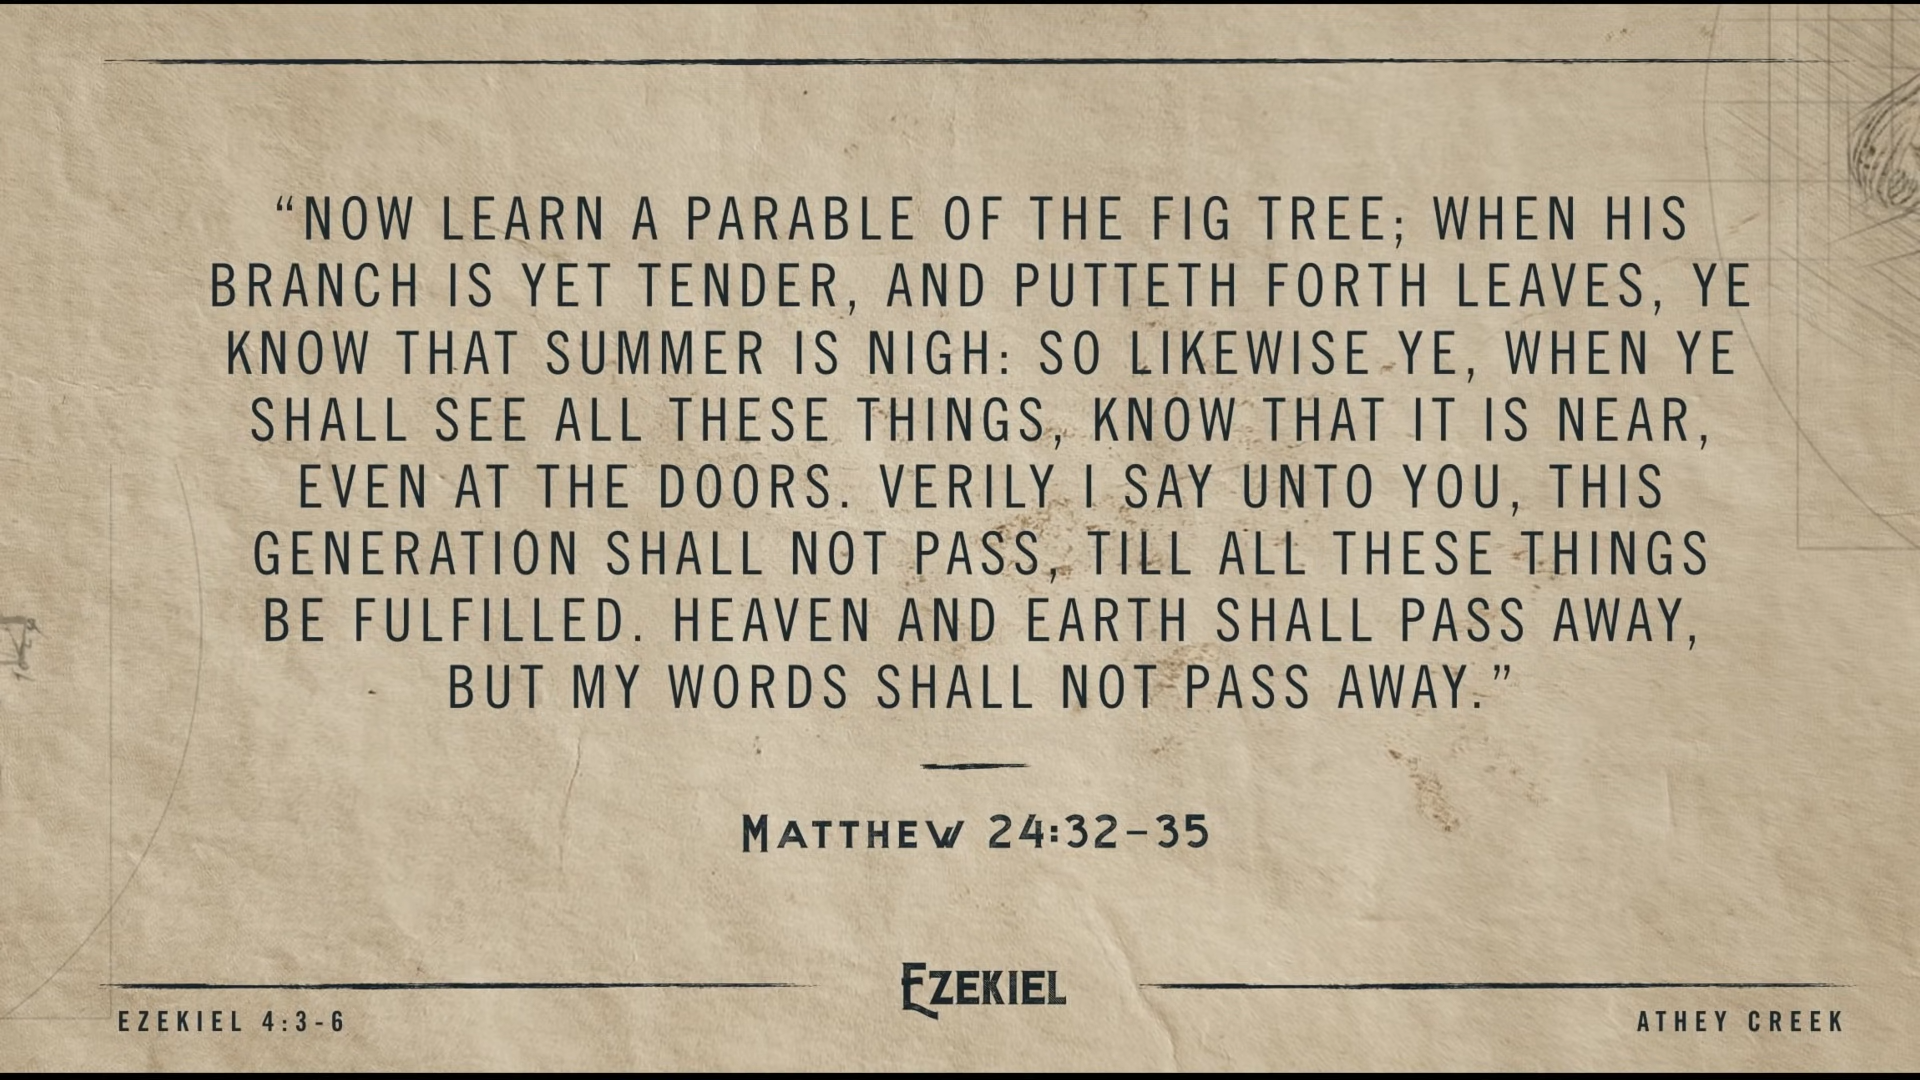 “NOW LEARN A PARABLE OF THE FIG TREE; WHEN HIS
BRANCH IS YET TENDER, AND PUTTETH FORTH LEAVES, YE
KNOW THAT SUMMER IS NIGH: SO LIKEWISE YE, WHEN YE
SHALL SEE ALL THESE THINGS, KNOW THAT IT IS NEAR,
EVEN AT THE DOORS. VERILY I SAY UNTO YOU, THIS
GENERATION SHALL NOT PASS, TILL ALL THESE THINGS
BE FULFILLED. HEAVEN AND EARTH SHALL PASS AWAY,
BUT MY WORDS SHALL NOT PASS AWAY.”
MATTHEW 24:32-35
EZEKIEL
EZEKIEL 4:3-6
ATHEY CREEK